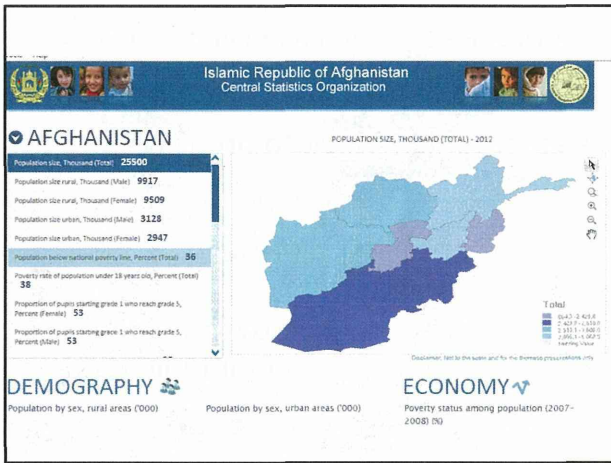 Islamic Republic of Afghanistan
Central Statistics Organization
AFGHANISTAN
POPULATION SIZE, THOUSAND (TOTAL) - 2012
Population size, Thousand (Total) 25500
Population size rural, Thousand (Male) 9917
Population size rural, Thousand (Female) 9509
Population size urban, Thousand (Male) 3128
Population size urban, Thousand (Female) 2947
Population below national poverty line, Percent (Total) 36
Poverty rate of population under 18 years old, Percent (Total)
38
Proportion of pupils starting grade 1 who reach grade 5,
Percent (Female) 53
Proportion of pupils starting grace 1 who reach grade 5,
Percent (Male) 53
Total
Missing Value
DEMOGRAPHY
ECONOMY
Population by sex, rural areas ('000)
Population by sex, urban areas ('000)
Poverty status among population (2007-
2008) (%)